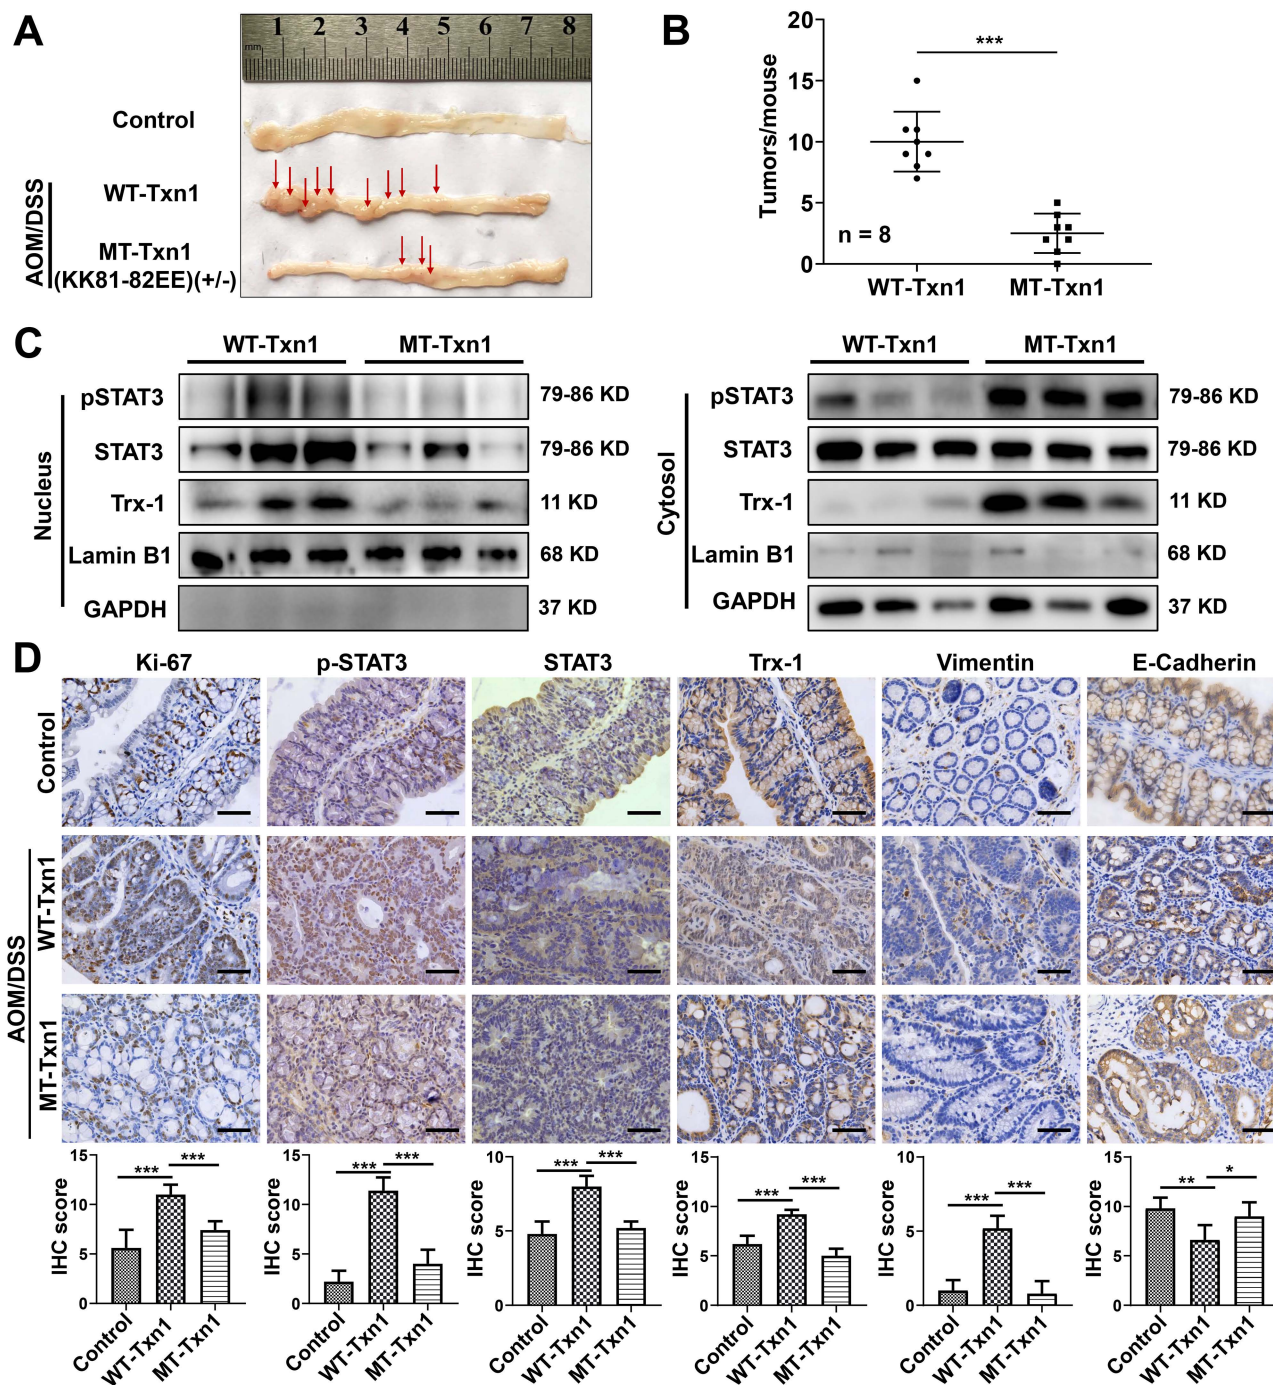 A
1 2 3 4 5 6 7 8
mm
Control
WT-Txn1
MT-Txn1
(KK81-82EE)(+/-)
AOM/DSS
B
Tumors/mouse
20
15
10
5
0
***
n = 8
WT-Txn1 MT-Txn1
C
WT-Txn1 MT-Txn1
Nucleus
pSTAT3 79-86 KD
STAT3 79-86 KD
Trx-1 11 KD
Lamin B1 68 KD
GAPDH 37 KD
WT-Txn1 MT-Txn1
Cytosol
pSTAT3 79-86 KD
STAT3 79-86 KD
Trx-1 11 KD
Lamin B1 68 KD
GAPDH 37 KD
D
Ki-67 p-STAT3 STAT3 Trx-1 Vimentin E-Cadherin
Control
AOM/DSS
WT-Txn1
MT-Txn1
IHC score
15
10
5
0
*** ***
Control WT-Txn1 MT-Txn1
IHC score
15
10
5
0
*** ***
Control WT-Txn1 MT-Txn1
IHC score
10
5
0
*** ***
Control WT-Txn1 MT-Txn1
IHC score
15
10
5
0
*** ***
Control WT-Txn1 MT-Txn1
IHC score
10
5
0
*** ***
Control WT-Txn1 MT-Txn1
IHC score
15
10
5
0
** *
Control WT-Txn1 MT-Txn1